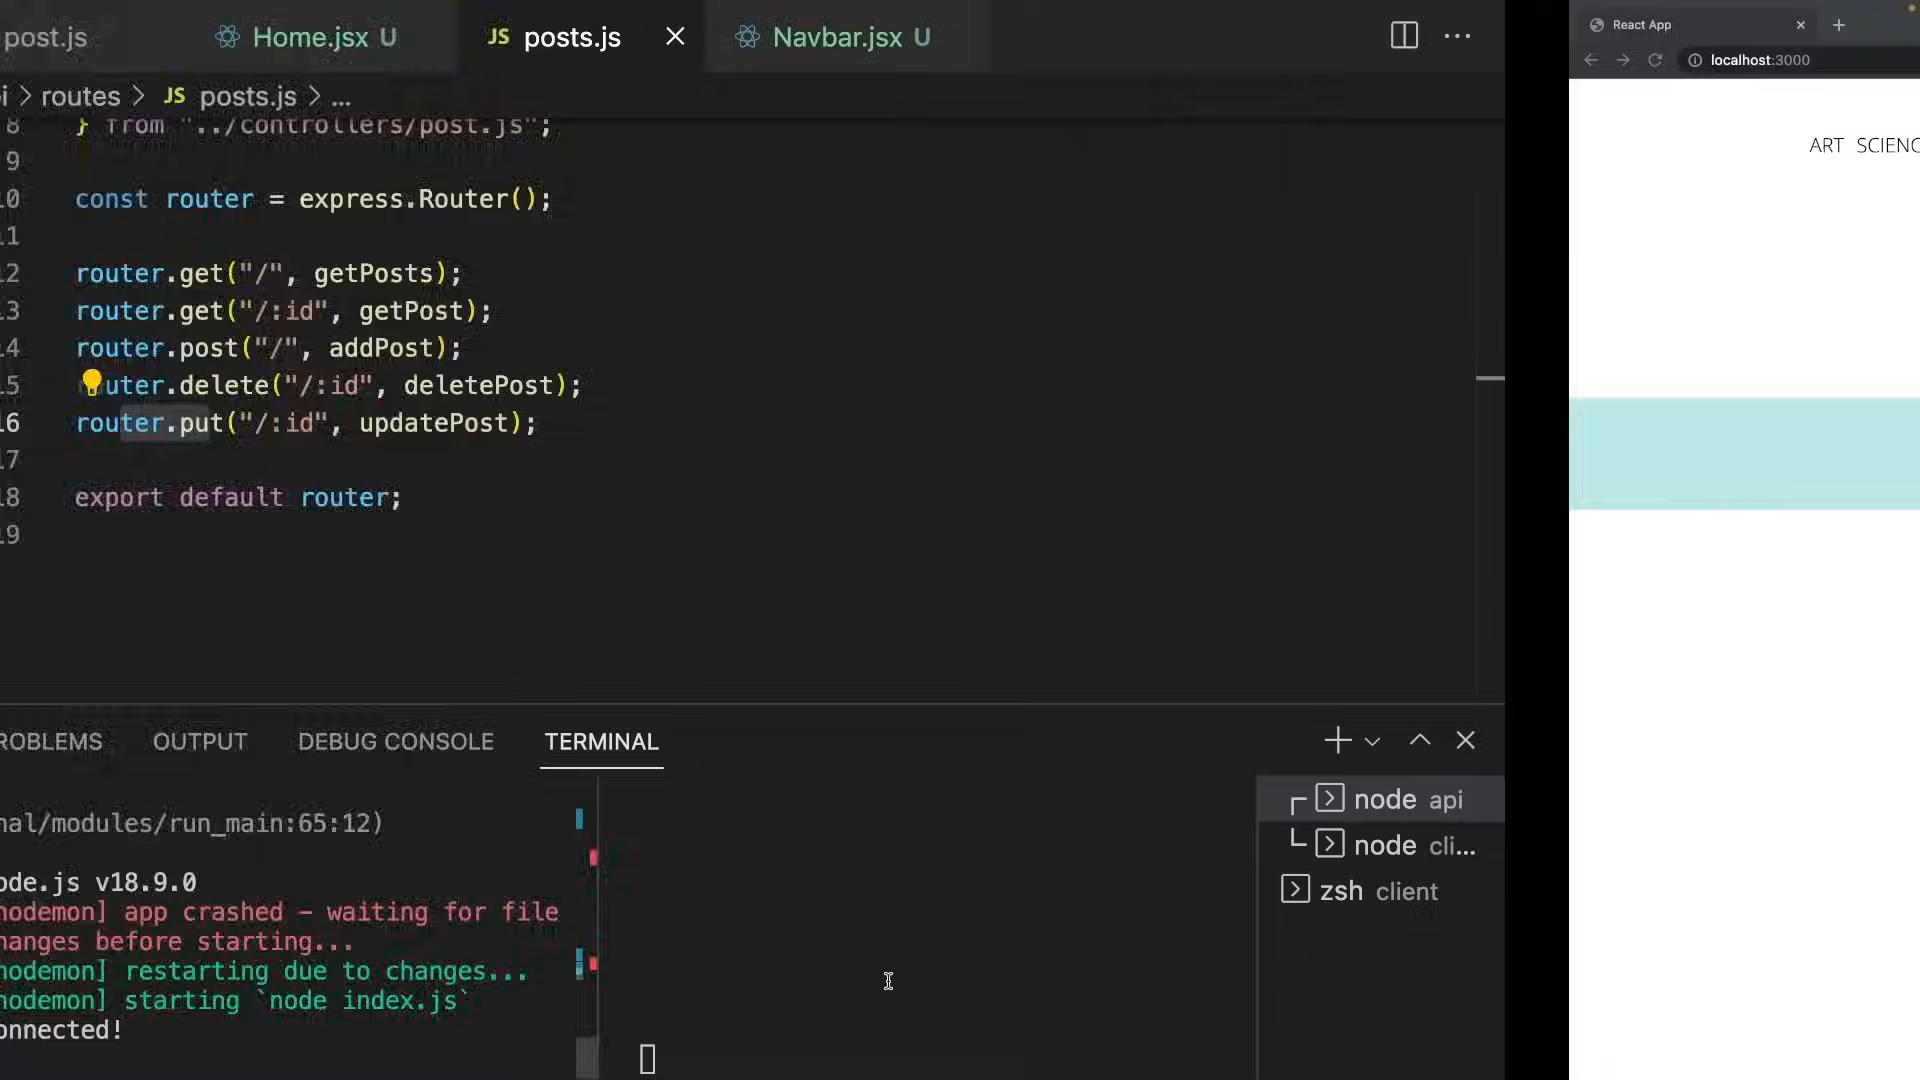 post.js
Home.jsx U
JS posts.js
Navbar.jsx U
i > routes > JS posts.js > ...
8 } from "../controllers/post.js";
9
10 const router = express.Router();
11
12 router.get("/", getPosts);
13 router.get("/:id", getPost);
14 router.post("/", addPost);
15 router.delete("/:id", deletePost);
16 router.put("/:id", updatePost);
17
18 export default router;
19
ROBLEMS OUTPUT DEBUG CONSOLE TERMINAL
nal/modules/run_main:65:12)
ode.js v18.9.0
nodemon] app crashed - waiting for file
hanges before starting...
nodemon] restarting due to changes...
nodemon] starting `node index.js`
onnected!
node api
node cli...
zsh client
React App
localhost:3000
ART SCIENC